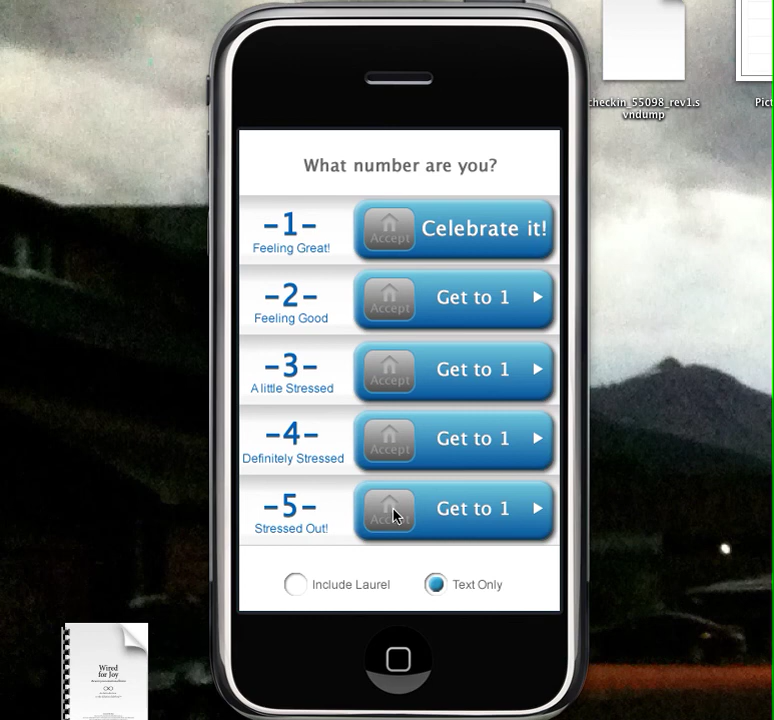 checkin_55098_rev1.s
vndump
Pict
What number are you?
-1-
Feeling Great!
Accept
Celebrate it!
-2-
Feeling Good
Accept
Get to 1
-3-
A little Stressed
Accept
Get to 1
-4-
Definitely Stressed
Accept
Get to 1
-5-
Stressed Out!
Accept
Get to 1
Include Laurel
Text Only
Wired
for Joy